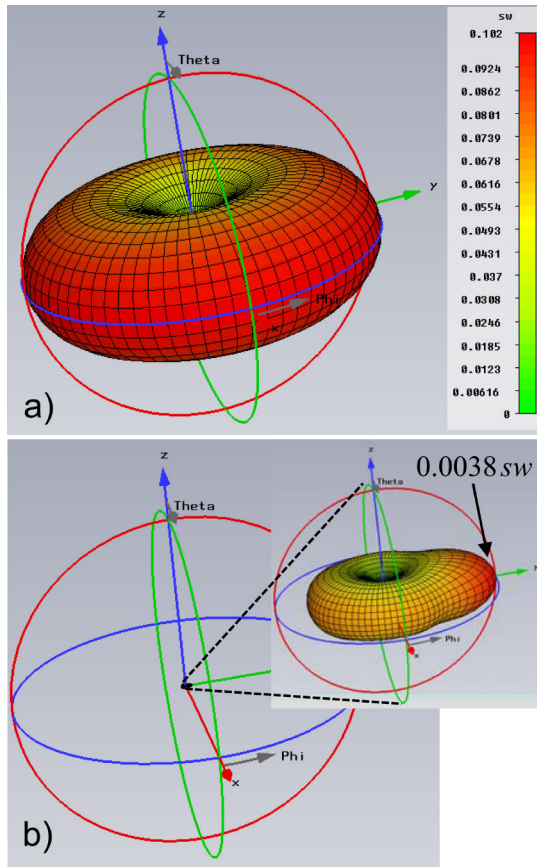 sw
z
Theta
0.102
0.0924
0.0862
0.0801
0.0739
0.0678
0.0616
0.0554
0.0493
0.0431
0.037
0.0308
0.0246
0.0185
0.0123
0.00616
0
y
Phi
x
a)
z
Theta
Phi
x
b)
z
Theta
0.0038 sw
Phi
x